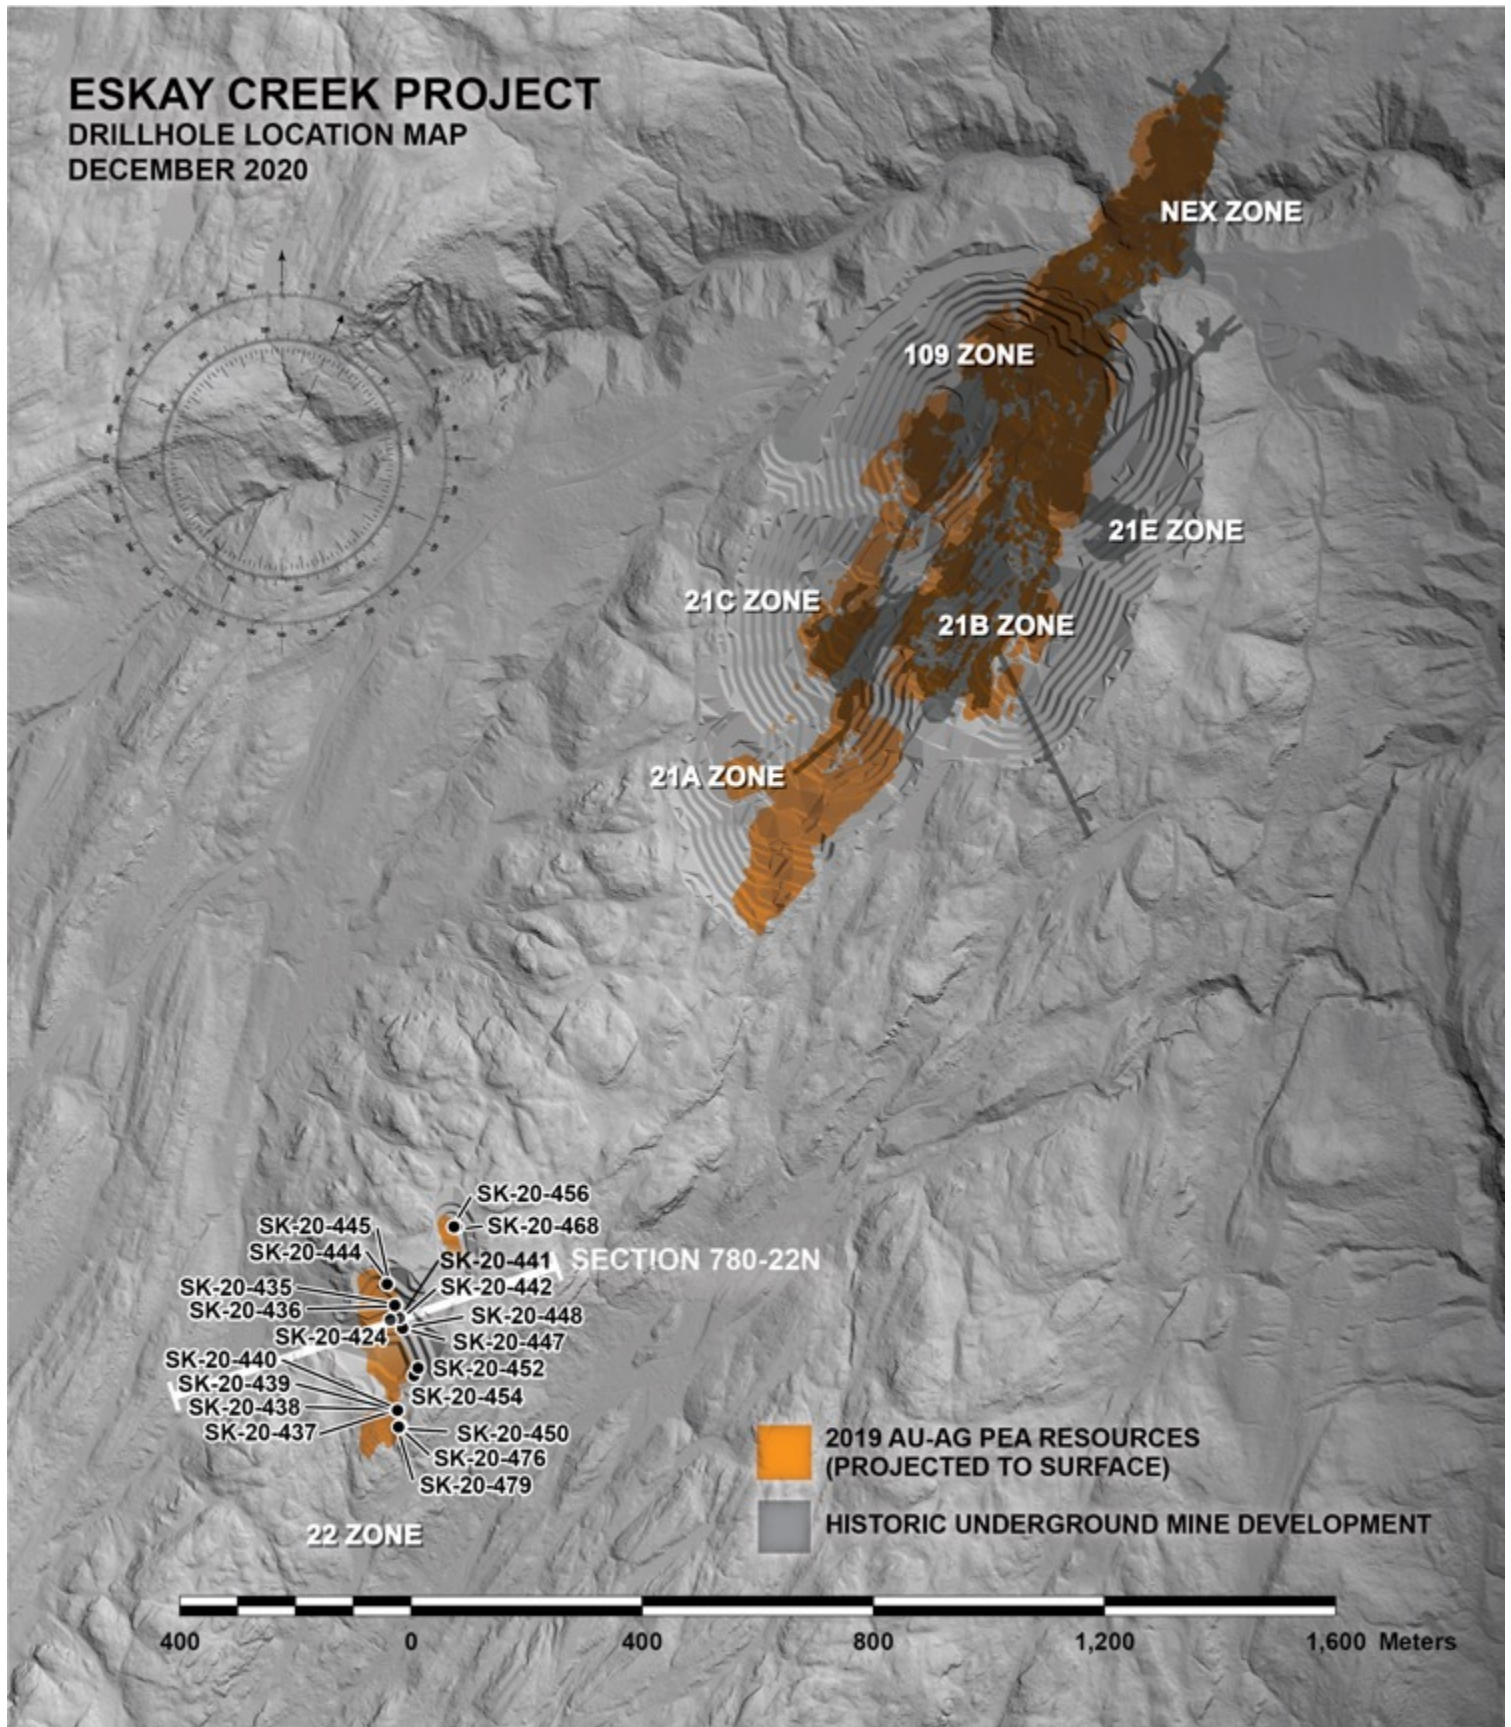 ESKAY CREEK PROJECT
DRILLHOLE LOCATION MAP
DECEMBER 2020
NEX ZONE
109 ZONE
21E ZONE
21C ZONE
21B ZONE
21A ZONE
SK-20-456
SK-20-445
SK-20-468
SK-20-444
SK-20-441
SECTION 780-22N
SK-20-435
SK-20-442
SK-20-436
SK-20-448
SK-20-424
SK-20-447
SK-20-440
SK-20-452
SK-20-439
SK-20-454
SK-20-438
SK-20-437
SK-20-450
SK-20-476
SK-20-479
22 ZONE
2019 AU-AG PEA RESOURCES
(PROJECTED TO SURFACE)
HISTORIC UNDERGROUND MINE DEVELOPMENT
400 0 400 800 1,200 1,600 Meters